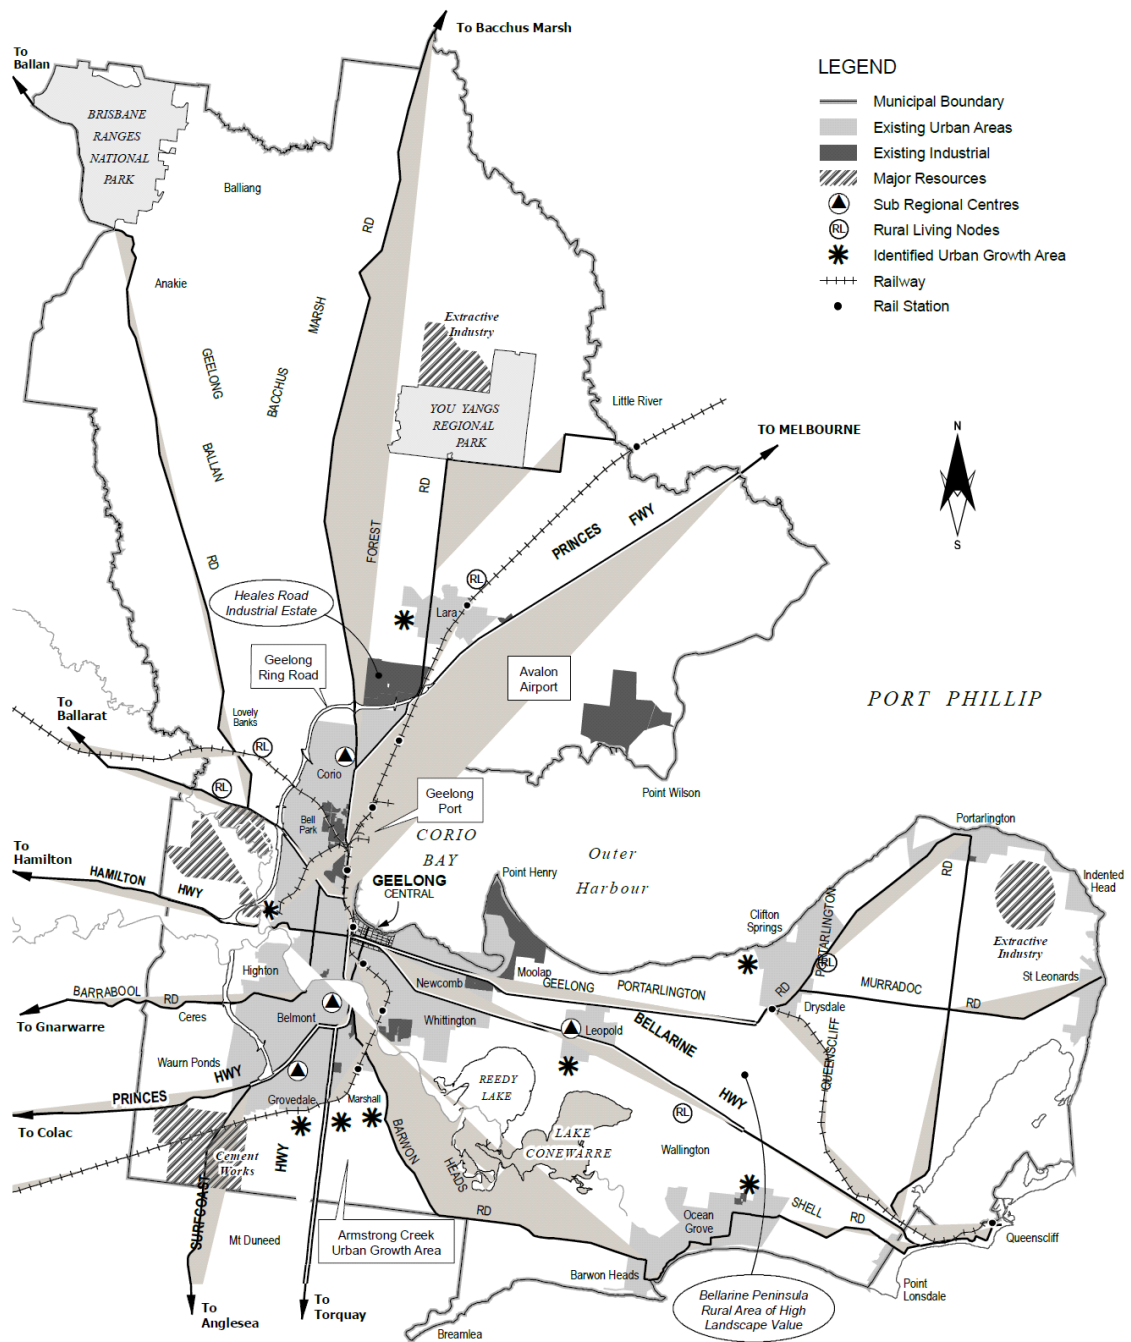 To Bacchus Marsh
To
Ballan
BRISBANE
RANGES
NATIONAL
PARK
Balliang
Anakie
RD
MARSH
BACCHUS
GEELONG
BALLAN
RD
Extractive
Industry
YOU YANGS
REGIONAL
PARK
RD
FOREST
Little River
TO MELBOURNE
PRINCES
FWY
LEGEND
Municipal Boundary
Existing Urban Areas
Existing Industrial
Major Resources
Sub Regional Centres
RL
Rural Living Nodes
Identified Urban Growth Area
Railway
Rail Station
N
S
Heales Road
Industrial Estate
RL
Lara
Geelong
Ring Road
Avalon
Airport
PORT PHILLIP
To
Ballarat
Lovely
Banks
RL
RL
Corio
Geelong
Port
Bell
Park
CORIO
BAY
Point Wilson
Outer
Harbour
To
Hamilton
HAMILTON
HWY
GEELONG
CENTRAL
Point Henry
Portarlington
Indented
Head
RD
Clifton
Springs
PORTARLINGTON
RL
RD
Extractive
Industry
St Leonards
MURRADOC
RD
Highton
Moolap
Newcomb
GEELONG
PORTARLINGTON
Drysdale
BARRABOOL
RD
To Gnarwarre
Ceres
Belmont
Whittington
Leopold
BELLARINE
HWY
QUEENSCLIFF
Waurn Ponds
HWY
PRINCES
To Colac
Grovedale
Marshall
REEDY
LAKE
LAKE
CONEWARRE
RL
Wallington
BARWON
HEADS
RD
Cement
Works
HWY
SURFCOAST
Mt Duneed
Armstrong Creek
Urban Growth Area
Ocean
Grove
SHELL
RD
Queenscliff
Point
Lonsdale
Barwon Heads
Bellarine Peninsula
Rural Area of High
Landscape Value
To
Anglesea
To
Torquay
Breamlea